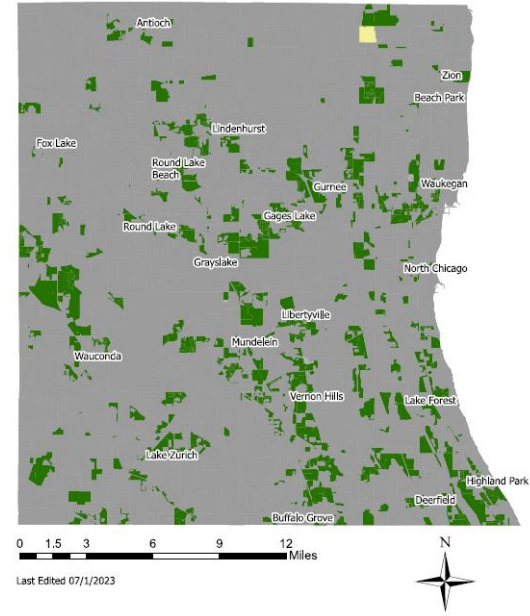 Antioch
Zion
Beach Park
Lindenhurst
Fox Lake
Round Lake
Beach
Gurnee
Waukegan
Gages Lake
Round Lake
Grayslake
North Chicago
Libertyville
Mundelein
Wauconda
Vernon Hills
Lake Forest
Lake Zurich
Highland Park
Deerfield
Buffalo Grove
0 1.5 3 6 9 12
Miles
N
Last Edited 07/1/2023